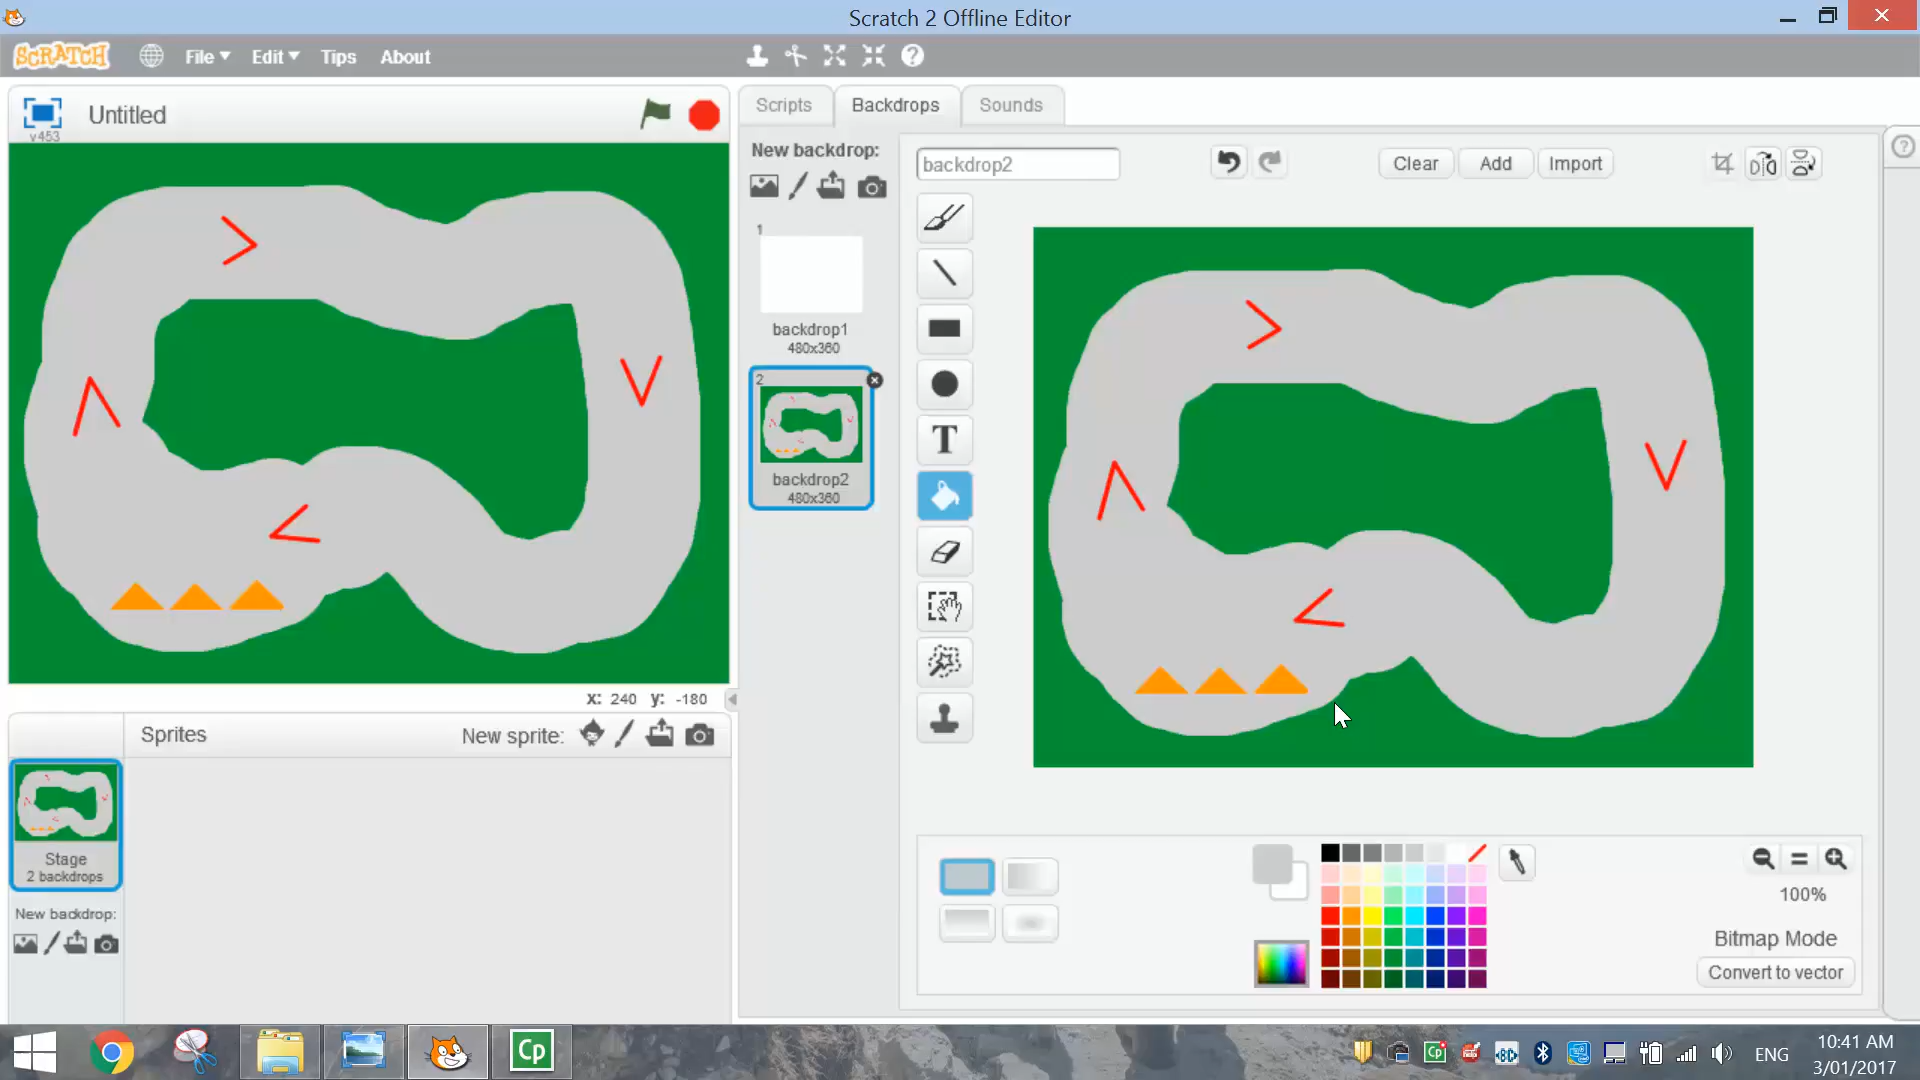 Scratch 2 Offline Editor
SCRATCH File Edit Tips About
v453 Untitled
Scripts Backdrops Sounds
New backdrop:
backdrop2 Clear Add Import
1
backdrop1
480x360
2
backdrop2
480x360
T
x: 240 y: -180
Sprites New sprite:
Stage
2 backdrops
New backdrop:
100%
Bitmap Mode
Convert to vector
Cp
ENG
10:41 AM
3/01/2017